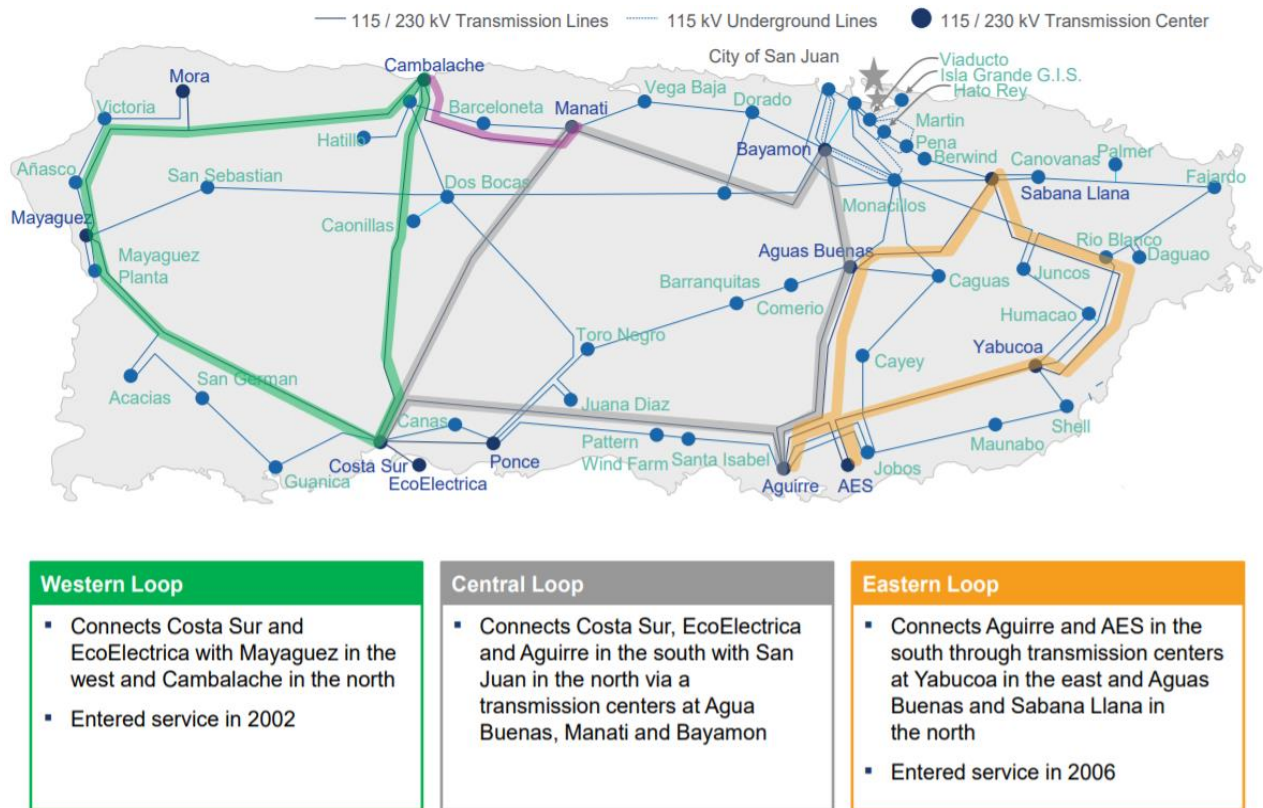 115 / 230 kV Transmission Lines
115 kV Underground Lines
115 / 230 kV Transmission Center
City of San Juan
Viaducto
Isla Grande G.I.S.
Hato Rey
Cambalache
Mora
Victoria
Barceloneta
Manati
Vega Baja
Dorado
Hatillo
Martin
Bayamon
Pena
Berwind
Canovanas
Palmer
Añasco
San Sebastian
Dos Bocas
Sabana Llana
Fajardo
Mayaguez
Caonillas
Monacillos
Mayaguez
Planta
Aguas Buenas
Rio Blanco
Daguao
Barranquitas
Caguas
Juncos
Comerio
Humacao
Toro Negro
Yabucoa
Cayey
Acacias
San German
Juana Diaz
Canas
Shell
Maunabo
Costa Sur
Ponce
Pattern
Wind Farm
Santa Isabel
Jobos
Guanica
EcoElectrica
Aguirre
AES
Western Loop
▪ Connects Costa Sur and
EcoElectrica with Mayaguez in the
west and Cambalache in the north
▪ Entered service in 2002
Central Loop
▪ Connects Costa Sur, EcoElectrica
and Aguirre in the south with San
Juan in the north via a
transmission centers at Agua
Buenas, Manati and Bayamon
Eastern Loop
▪ Connects Aguirre and AES in the
south through transmission centers
at Yabucoa in the east and Aguas
Buenas and Sabana Llana in
the north
▪ Entered service in 2006